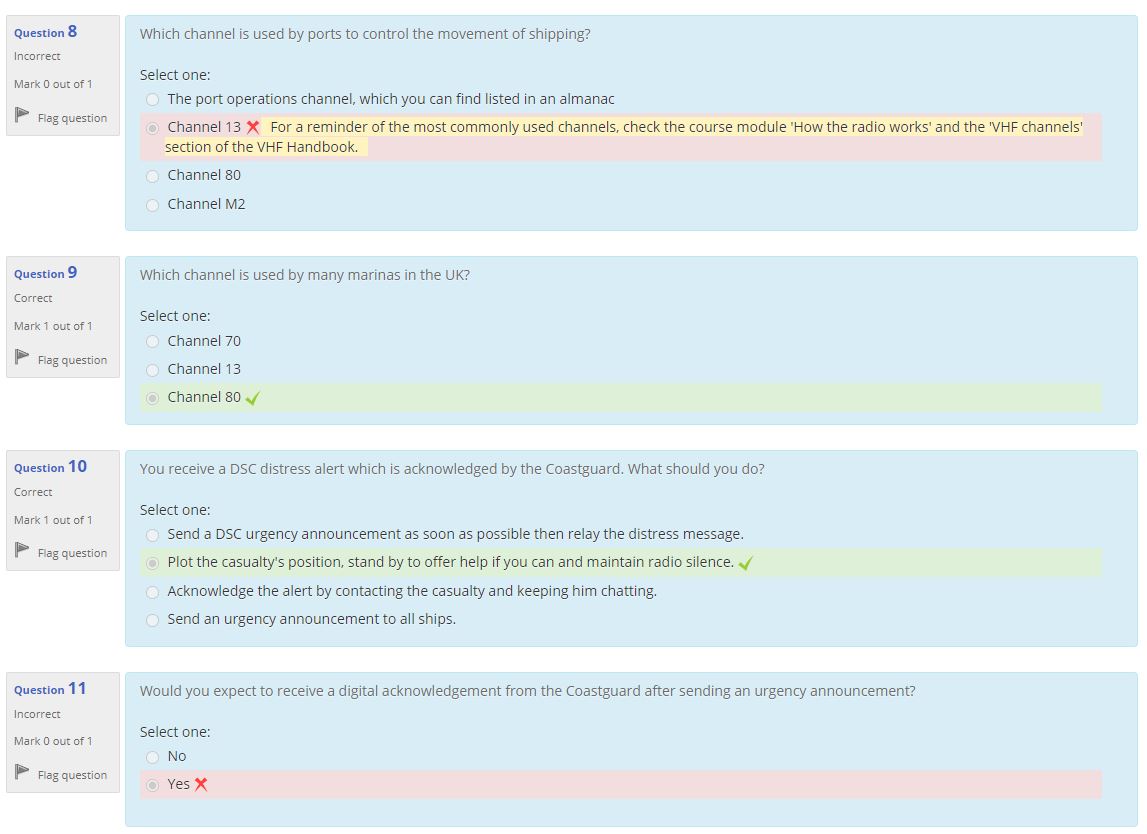 Question 8
Incorrect
Mark 0 out of 1
Flag question
Which channel is used by ports to control the movement of shipping?
Select one:
The port operations channel, which you can find listed in an almanac
Channel 13 For a reminder of the most commonly used channels, check the course module 'How the radio works' and the 'VHF channels'
section of the VHF Handbook.
Channel 80
Channel M2
Question 9
Correct
Mark 1 out of 1
Flag question
Which channel is used by many marinas in the UK?
Select one:
Channel 70
Channel 13
Channel 80
Question 10
Correct
Mark 1 out of 1
Flag question
You receive a DSC distress alert which is acknowledged by the Coastguard. What should you do?
Select one:
Send a DSC urgency announcement as soon as possible then relay the distress message.
Plot the casualty's position, stand by to offer help if you can and maintain radio silence.
Acknowledge the alert by contacting the casualty and keeping him chatting.
Send an urgency announcement to all ships.
Question 11
Incorrect
Mark 0 out of 1
Flag question
Would you expect to receive a digital acknowledgement from the Coastguard after sending an urgency announcement?
Select one:
No
Yes